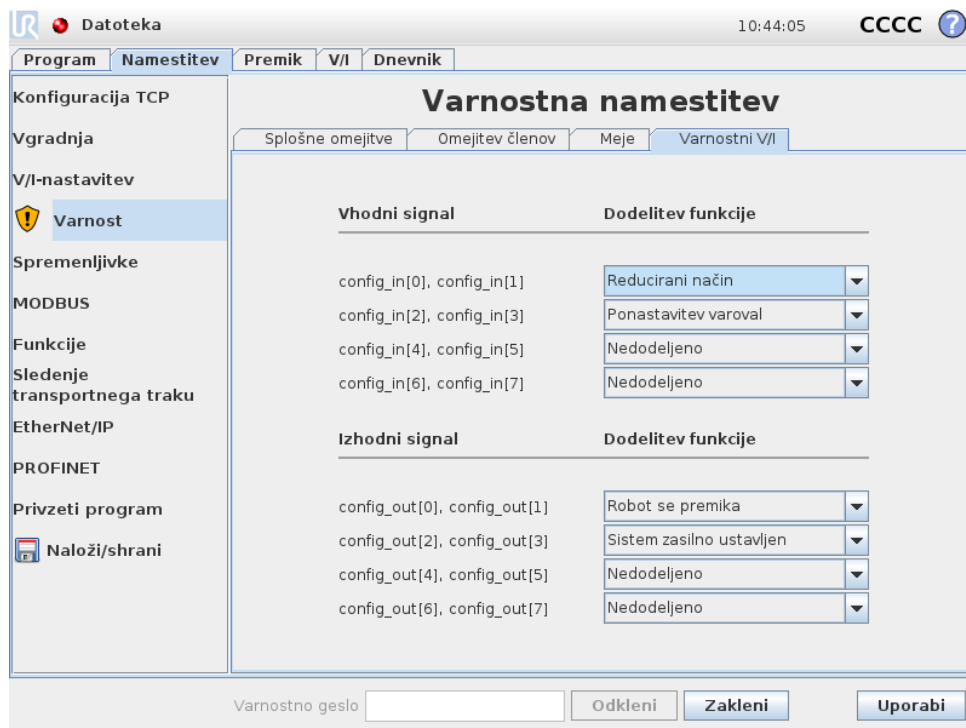 UR Datoteka 10:44:05 CCCC ?
Program Namestitev Premik V/I Dnevnik
Konfiguracija TCP
Vgradnja
V/I-nastavitev
Varnost
Spremenljivke
MODBUS
Funkcije
Sledenje
transportnega traku
EtherNet/IP
PROFINET
Privzeti program
Naloži/shrani
Varnostna namestitev
Splošne omejitve Omejitev členov Meje Varnostni V/I
Vhodni signal Dodelitev funkcije
config_in[0], config_in[1] Reducirani način
config_in[2], config_in[3] Ponastavitev varoval
config_in[4], config_in[5] Nedodeljeno
config_in[6], config_in[7] Nedodeljeno
Izhodni signal Dodelitev funkcije
config_out[0], config_out[1] Robot se premika
config_out[2], config_out[3] Sistem zasilno ustavljen
config_out[4], config_out[5] Nedodeljeno
config_out[6], config_out[7] Nedodeljeno
Varnostno geslo Odkleni Zakleni Uporabi